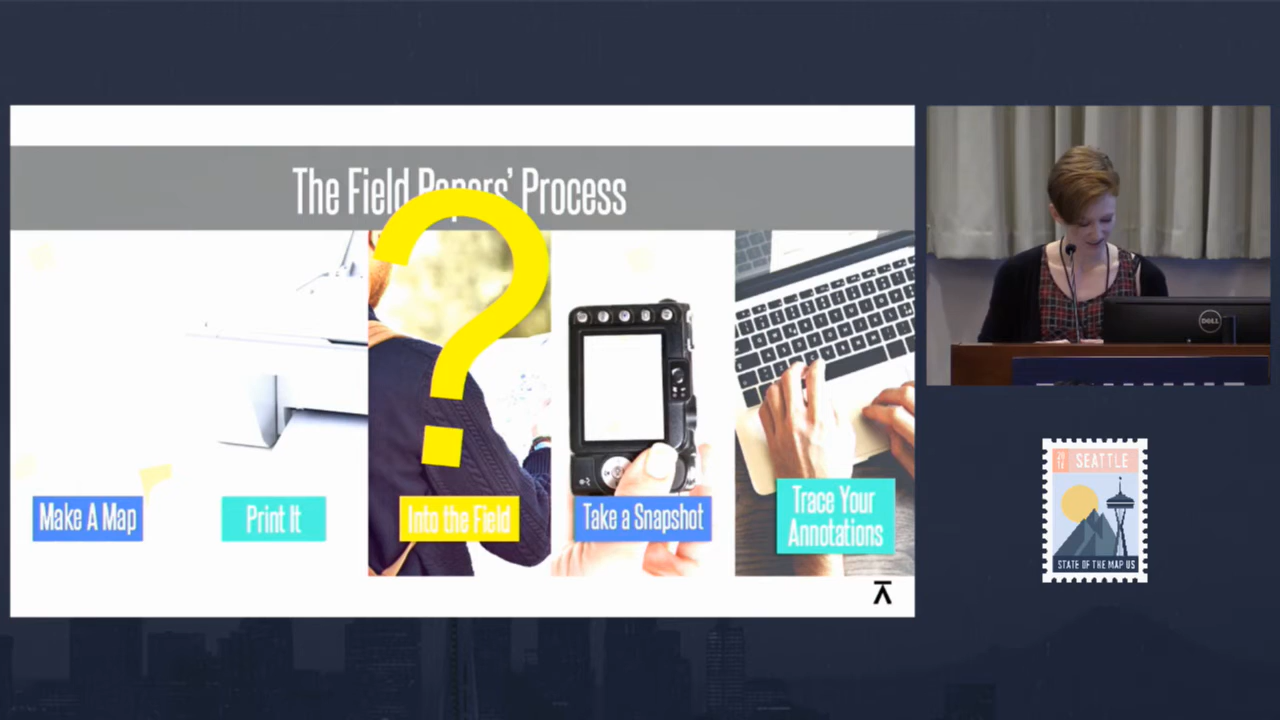 The Field Papers' Process
Make A Map
Print It
Into the Field
Take a Snapshot
Trace Your
Annotations
DELL
SEATTLE
STATE OF THE MAP US